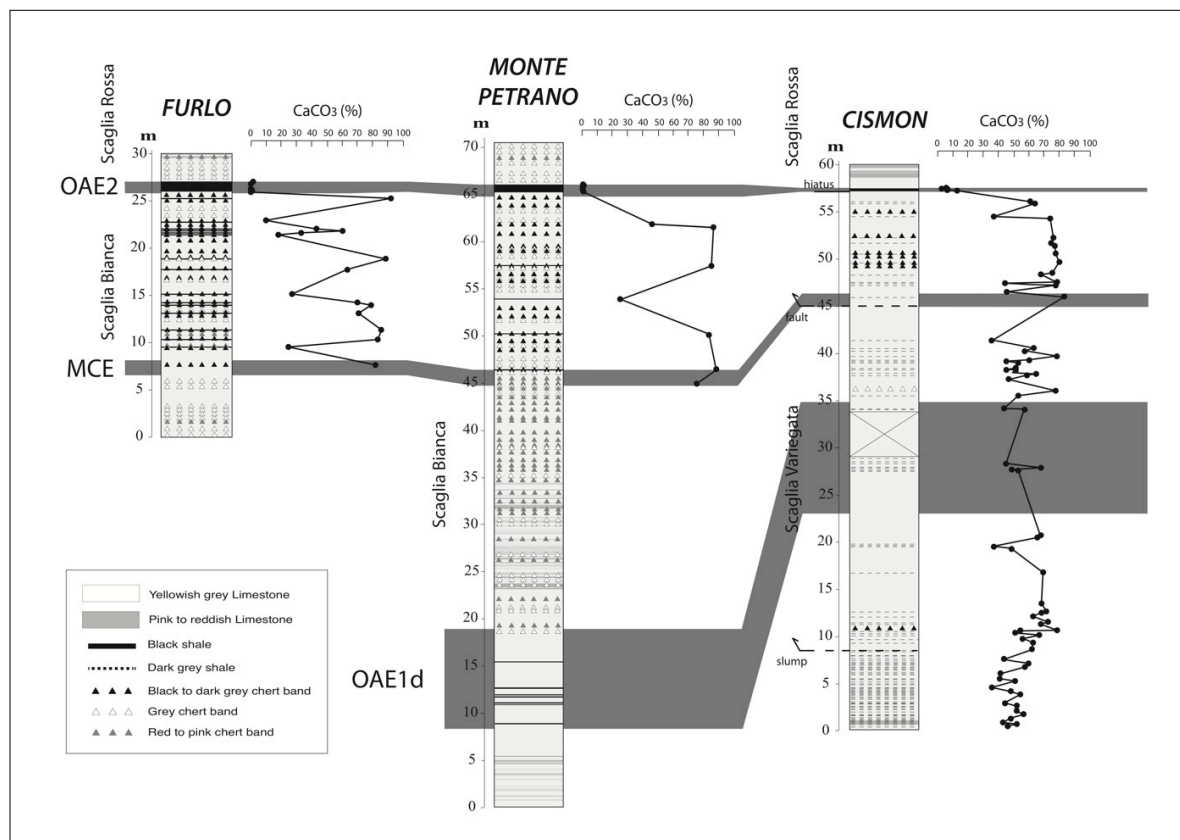 Scaglia Rossa
FURLO
CaCO3 (%)
0 10 20 30 40 50 60 70 80 90 100
m
30
25
20
15
10
5
0
OAE2
Scaglia Bianca
MCE
MONTE
PETRANO
CaCO3 (%)
0 10 20 30 40 50 60 70 80 90 100
m
70
65
60
55
50
45
40
35
30
25
20
15
10
5
0
Scaglia Bianca
OAE1d
Scaglia Rossa
CISMON
CaCO3 (%)
0 10 20 30 40 50 60 70 80 90 100
m
60
hiatus
55
50
45
fault
40
35
30
25
20
15
10
slump
5
0
Scaglia Variegata
Yellowish grey Limestone
Pink to reddish Limestone
Black shale
Dark grey shale
Black to dark grey chert band
Grey chert band
Red to pink chert band